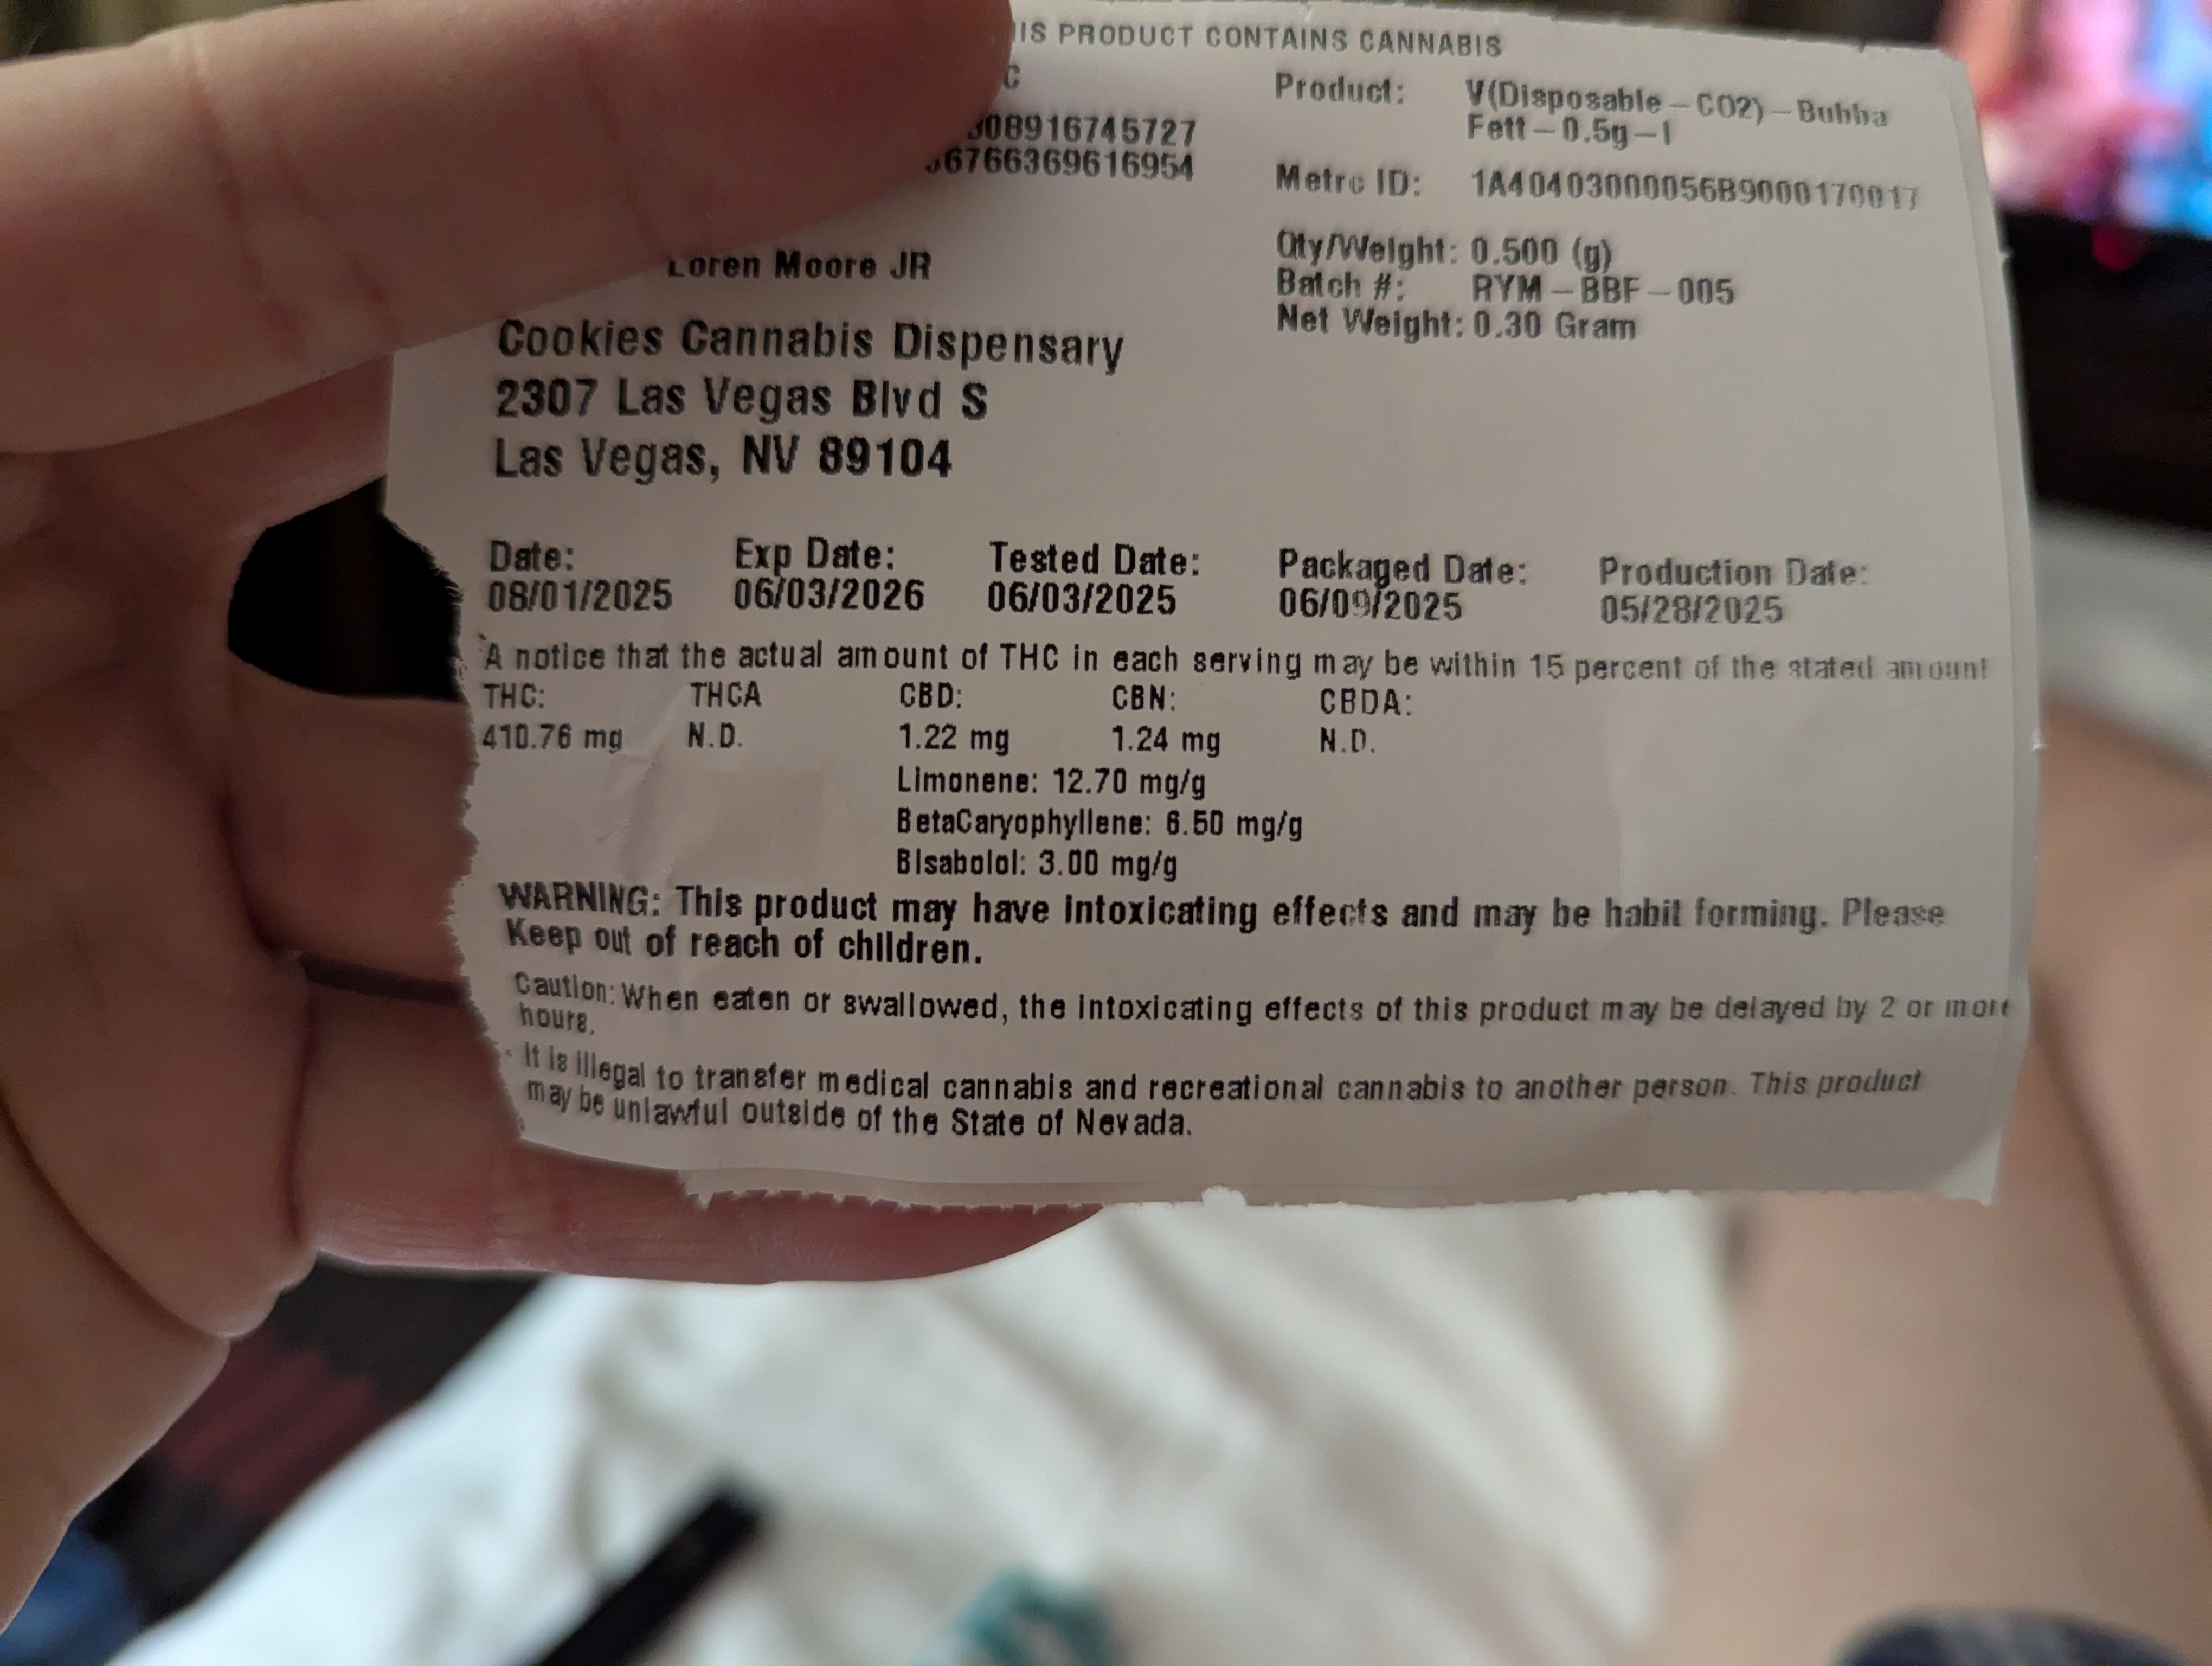 IS PRODUCT CONTAINS CANNABIS
C
Product: V(Disposable-CO2)-Bubba
Fett-0.5g-I
08916745727
6766369616954
Metrc ID: 1A40403000056B9000170017
Loren Moore JR
Qty/Weight: 0.500 (g)
Batch #: RYM-BBF-005
Net Weight: 0.30 Gram
Cookies Cannabis Dispensary
2307 Las Vegas Blvd S
Las Vegas, NV 89104
Date: Exp Date: Tested Date: Packaged Date: Production Date:
08/01/2025 06/03/2026 06/03/2025 06/09/2025 05/28/2025
A notice that the actual amount of THC in each serving may be within 15 percent of the stated amount
THC: THCA CBD: CBN: CBDA:
410.76 mg N.D. 1.22 mg 1.24 mg N.D.
Limonene: 12.70 mg/g
BetaCaryophyllene: 6.50 mg/g
Bisabolol: 3.00 mg/g
WARNING: This product may have intoxicating effects and may be habit forming. Please
Keep out of reach of children.
Caution: When eaten or swallowed, the intoxicating effects of this product may be delayed by 2 or more
hours.
It is illegal to transfer medical cannabis and recreational cannabis to another person. This product
may be unlawful outside of the State of Nevada.